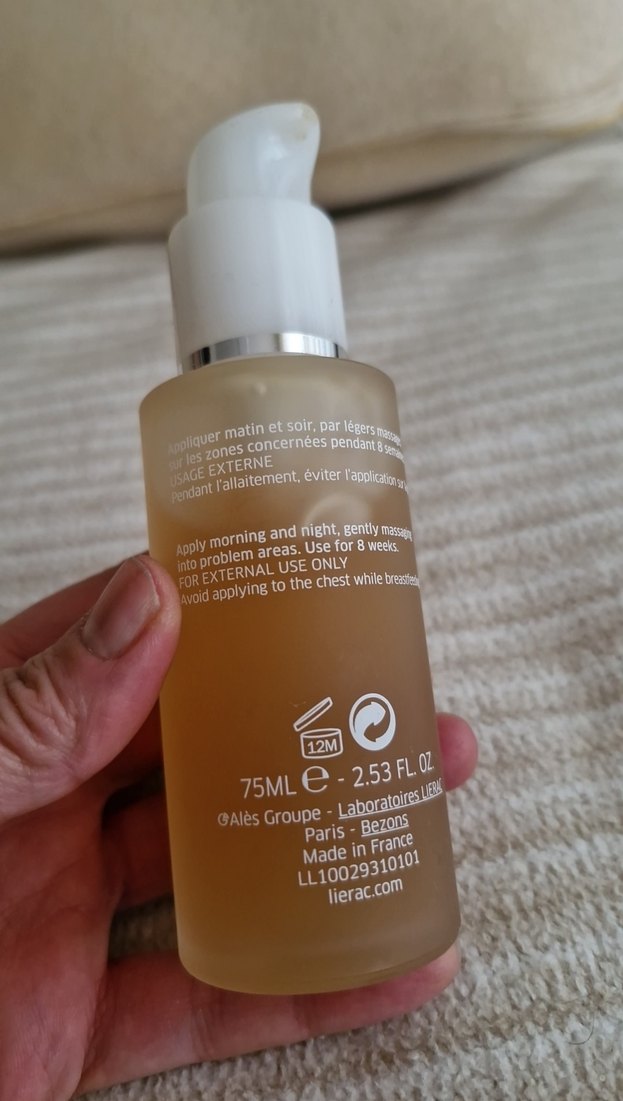 Appliquer matin et soir, par légers
sur les zones concernées pendant 8
USAGE EXTERNE
Pendant l'allaitement, éviter l'application
Apply morning and night, gently massaging
into problem areas. Use for 8 weeks.
FOR EXTERNAL USE ONLY
Avoid applying to the chest while
12M
75ML e - 2.53 FL. OZ.
Alès Groupe - Laboratoires LIERAC
Paris - Bezons
Made in France
LL10029310101
lierac.com